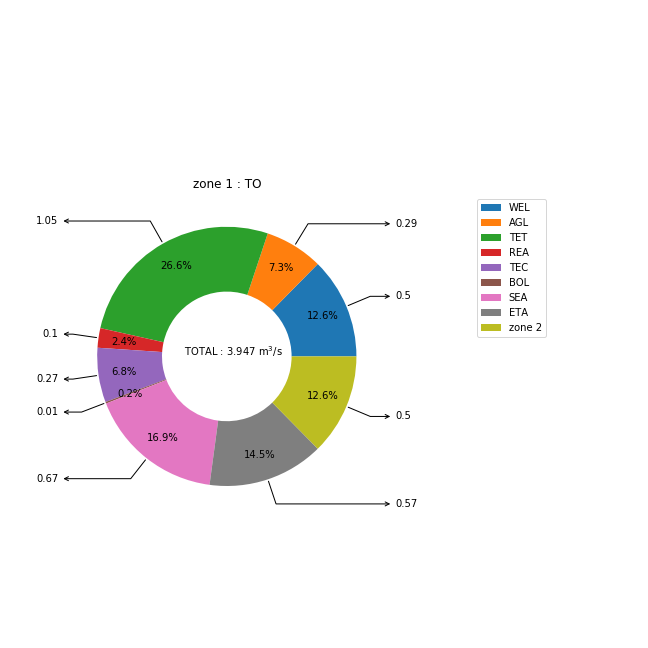 zone 1 : TO
1.05
0.29
26.6%
7.3%
0.5
12.6%
0.1
2.4%
TOTAL : 3.947 m³/s
0.27
6.8%
0.2%
12.6%
0.01
0.5
16.9%
14.5%
0.67
0.57
WEL
AGL
TET
REA
TEC
BOL
SEA
ETA
zone 2